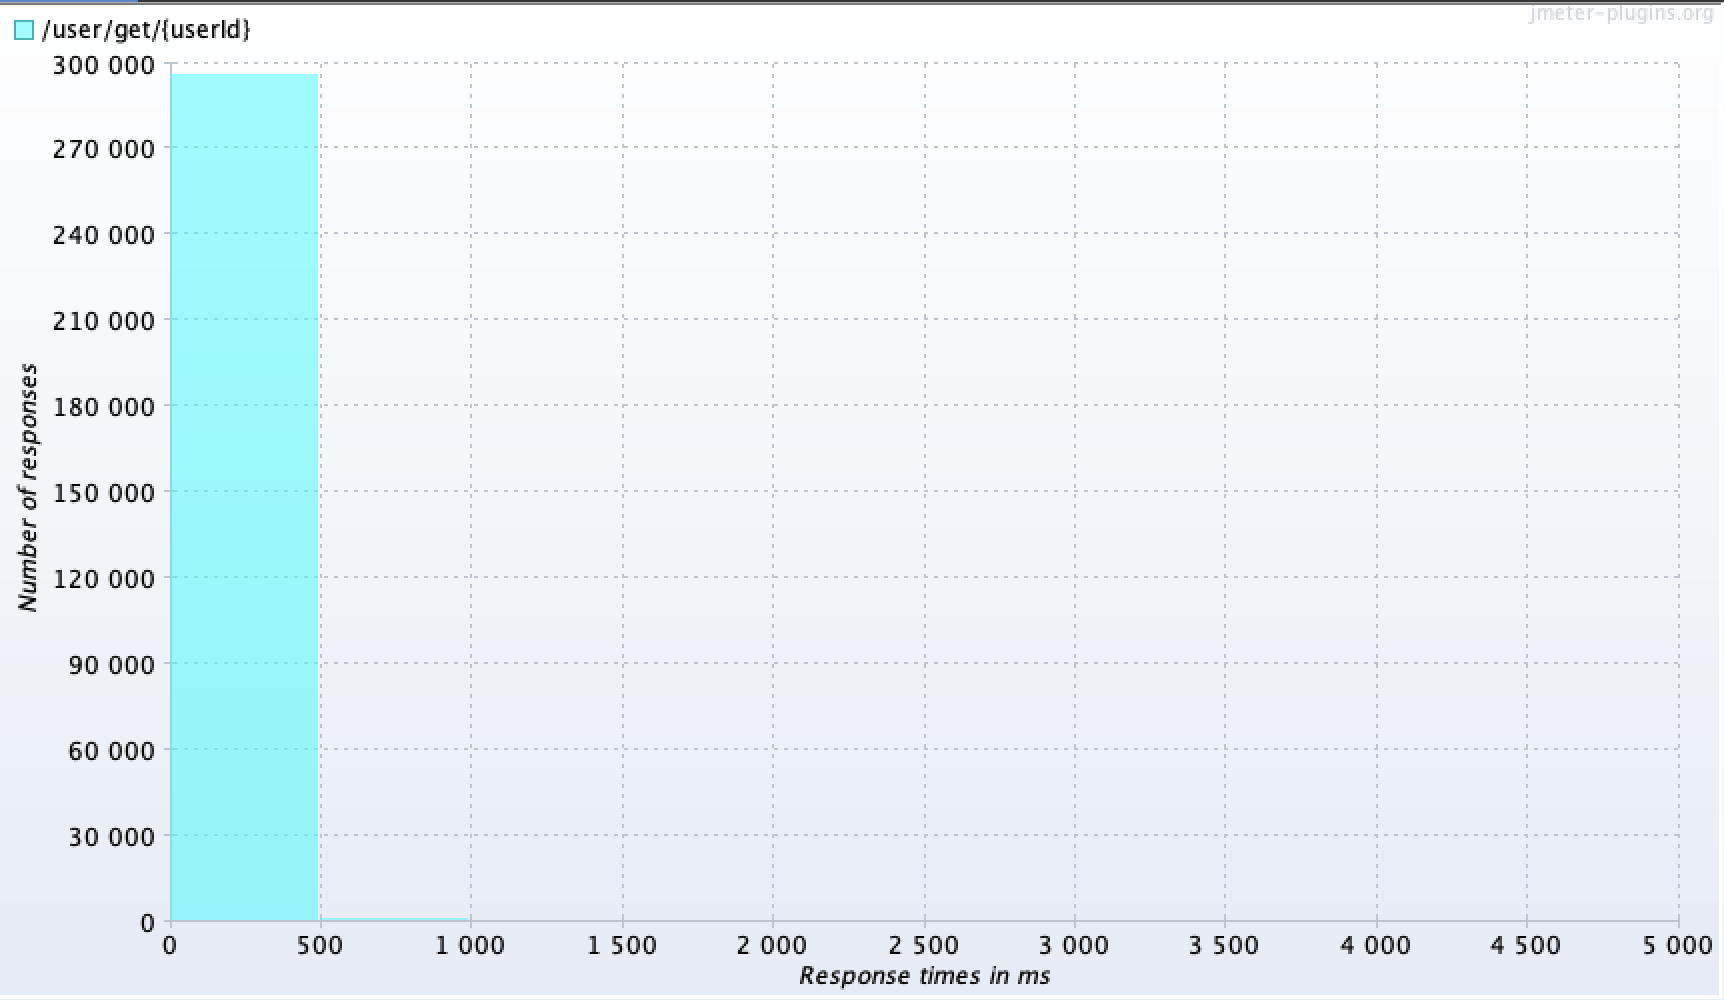 jmeter-plugins.org
/user/get/{userId}
300 000
270 000
240 000
210 000
180 000
150 000
120 000
90 000
60 000
30 000
0
Number of responses
0 500 1 000 1 500 2 000 2 500 3 000 3 500 4 000 4 500 5 000
Response times in ms